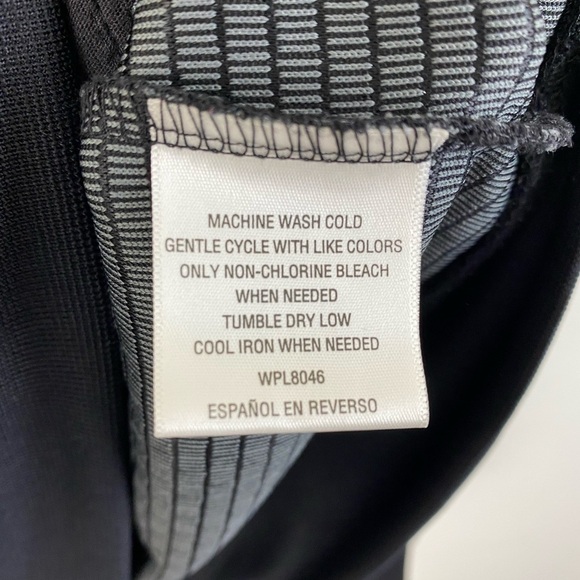 MACHINE WASH COLD
GENTLE CYCLE WITH LIKE COLORS
ONLY NON-CHLORINE BLEACH
WHEN NEEDED
TUMBLE DRY LOW
COOL IRON WHEN NEEDED
WPL8046
ESPAÑOL EN REVERSO